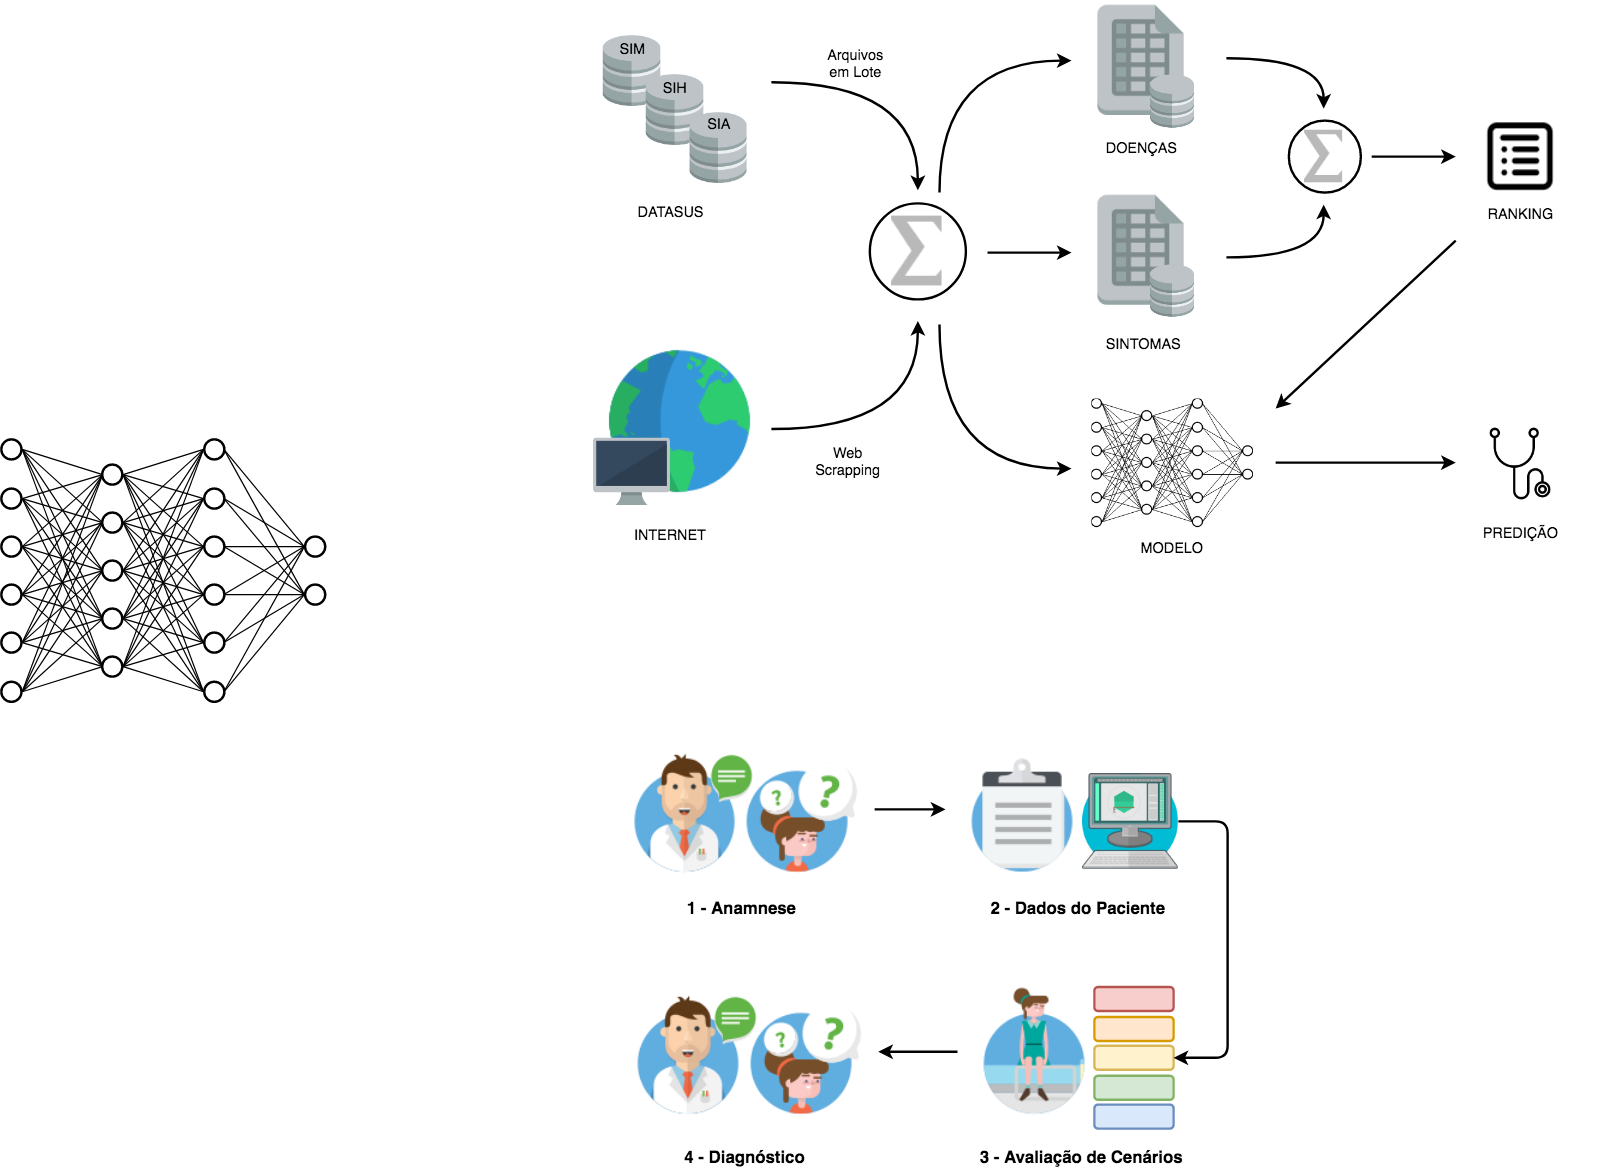 SIM
SIH
SIA
DATASUS
Arquivos
em Lote
DOENÇAS
RANKING
SINTOMAS
INTERNET
Web
Scrapping
MODELO
PREDIÇÃO
1 - Anamnese
2 - Dados do Paciente
4 - Diagnóstico
3 - Avaliação de Cenários